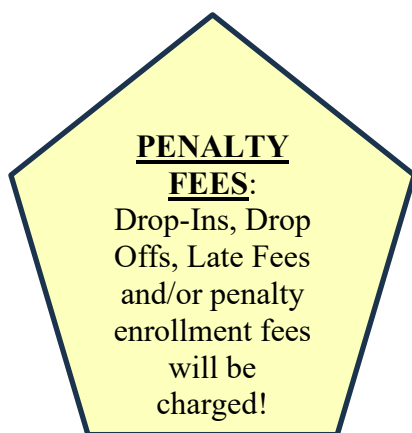 PENALTY
FEES:
Drop-Ins, Drop
Offs, Late Fees
and/or penalty
enrollment fees
will be
charged!